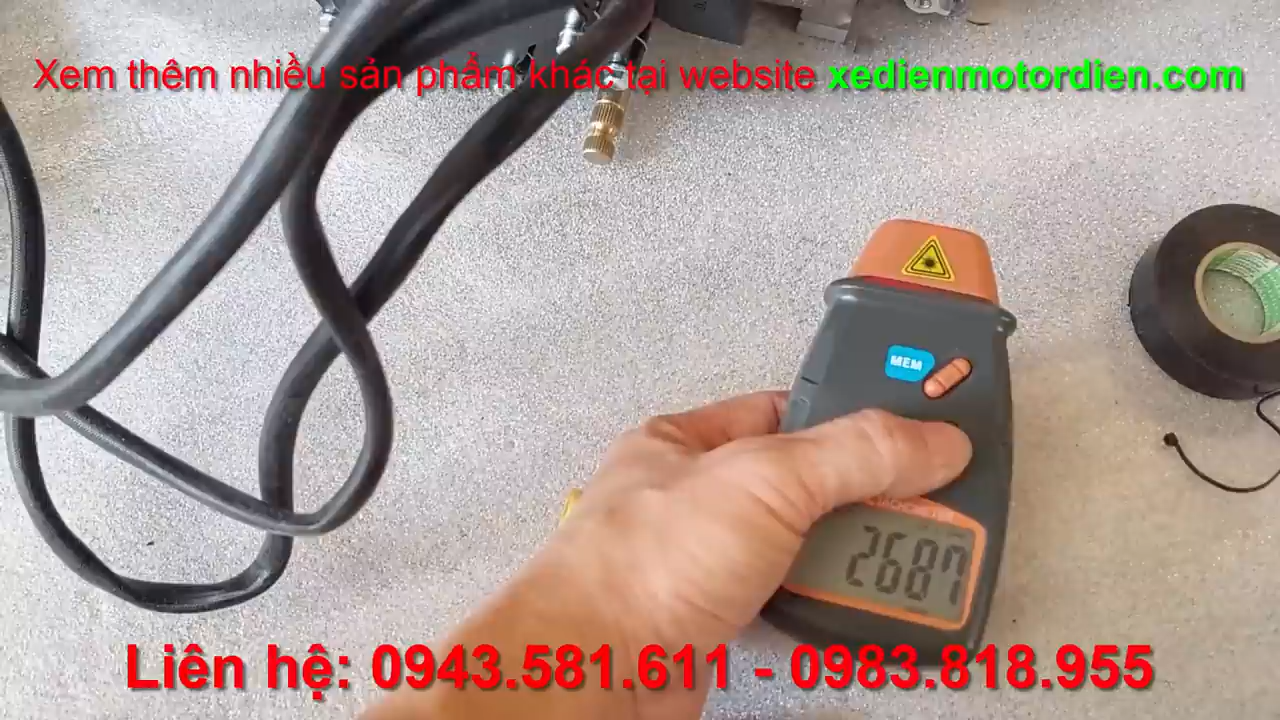 Xem thêm nhiều sản phẩm khác tại website xedienmotordien.com
MEM
2687
Liên hệ: 0943.581.611 - 0983.818.955